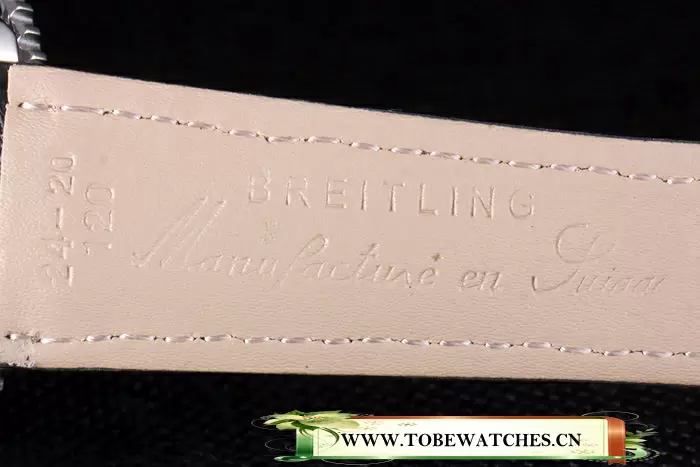 24-20
120
BREITLING
Manufacturé en Suisse
WWW.TOBEWATCHES.CN